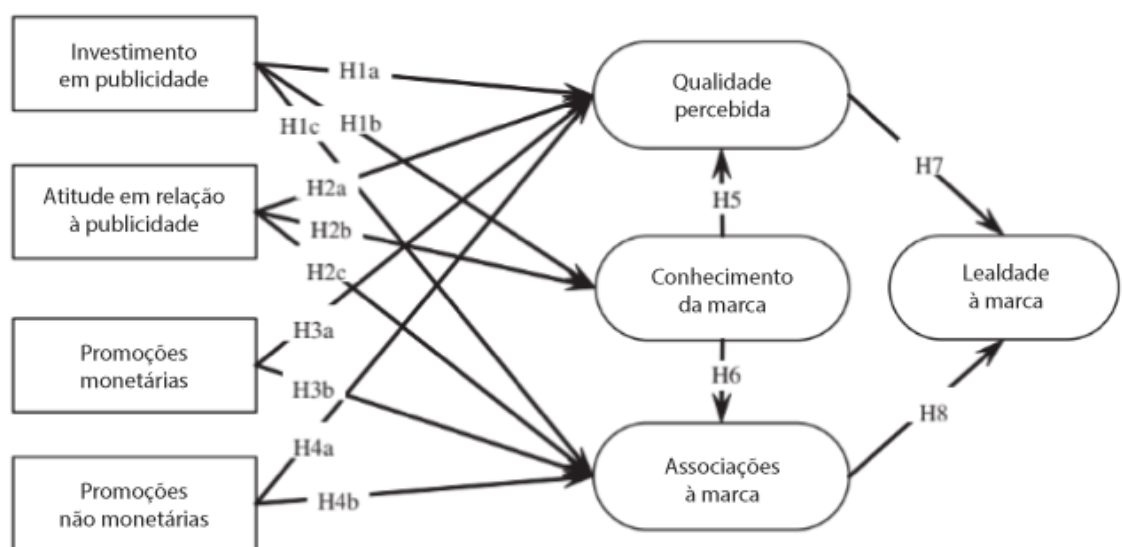 Investimento
em publicidade
Atitude em relação
à publicidade
Promoções
monetárias
Promoções
não monetárias
H1a
H1b
H1c
H2a
H2b
H2c
H3a
H3b
H4a
H4b
Qualidade
percebida
H5
Conhecimento
da marca
H6
Associações
à marca
H7
Lealdade
à marca
H8